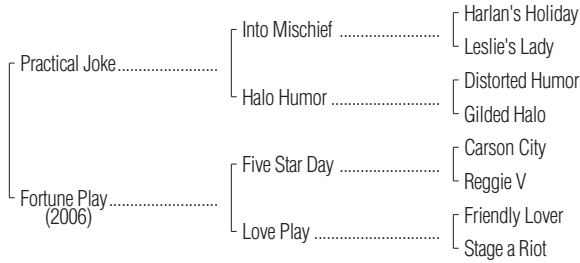 Harlan's Holiday
Into Mischief ....................
Leslie's Lady
Practical Joke....................
Distorted Humor
Halo Humor ......................
Gilded Halo
Carson City
Five Star Day ....................
Reggie V
Fortune Play......................
(2006)
Friendly Lover
Love Play .........................
Stage a Riot